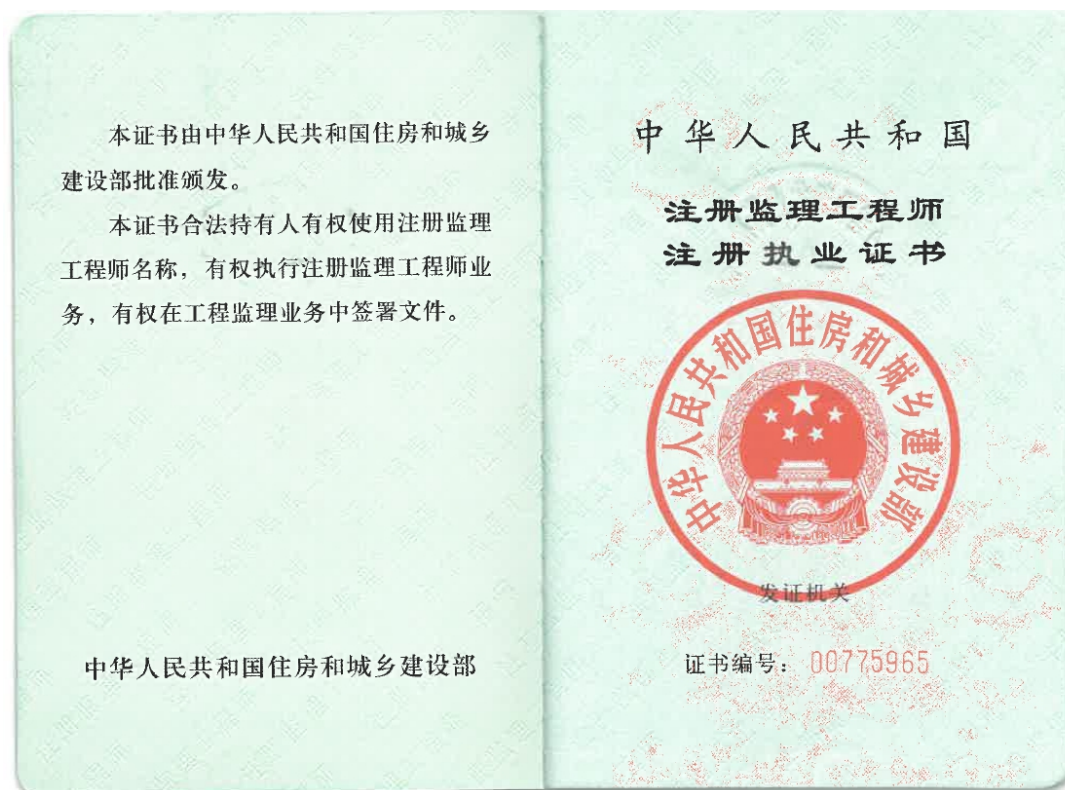 本证书由中华人民共和国住房和城乡
建设部批准颁发。
本证书合法持有人有权使用注册监理
工程师名称，有权执行注册监理工程师业
务，有权在工程监理业务中签署文件。
中华人民共和国住房和城乡建设部
中华人民共和国
注册监理工程师
注册执业证书
中华人民共和国住房和城乡建设部
发证机关
证书编号：00775965